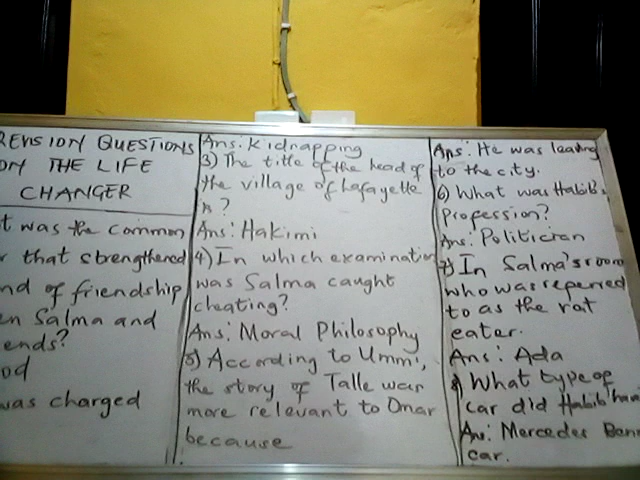 REVISION QUESTIONS
ON THE LIFE
CHANGER
t was the common
r that strengthened
nd of friendship
en Salma and
ends?
od
was charged
Ans: Kidnapping
3) The title of the head of
the village of Lafayette
is?
Ans: Hakimi
4) In which examination
was Salma caught
cheating?
Ans: Moral Philosophy
5) According to Ummi,
the story of Talle was
more relevant to Omar
because
Ans: He was leaving
to the city.
6) What was Habib's
profession?
Ans: Politician
7) In Salma's room
who was referred
to as the rat
eater.
Ans: Ada
8) What type of
car did Habib have
Ans: Mercedes Ben
car.